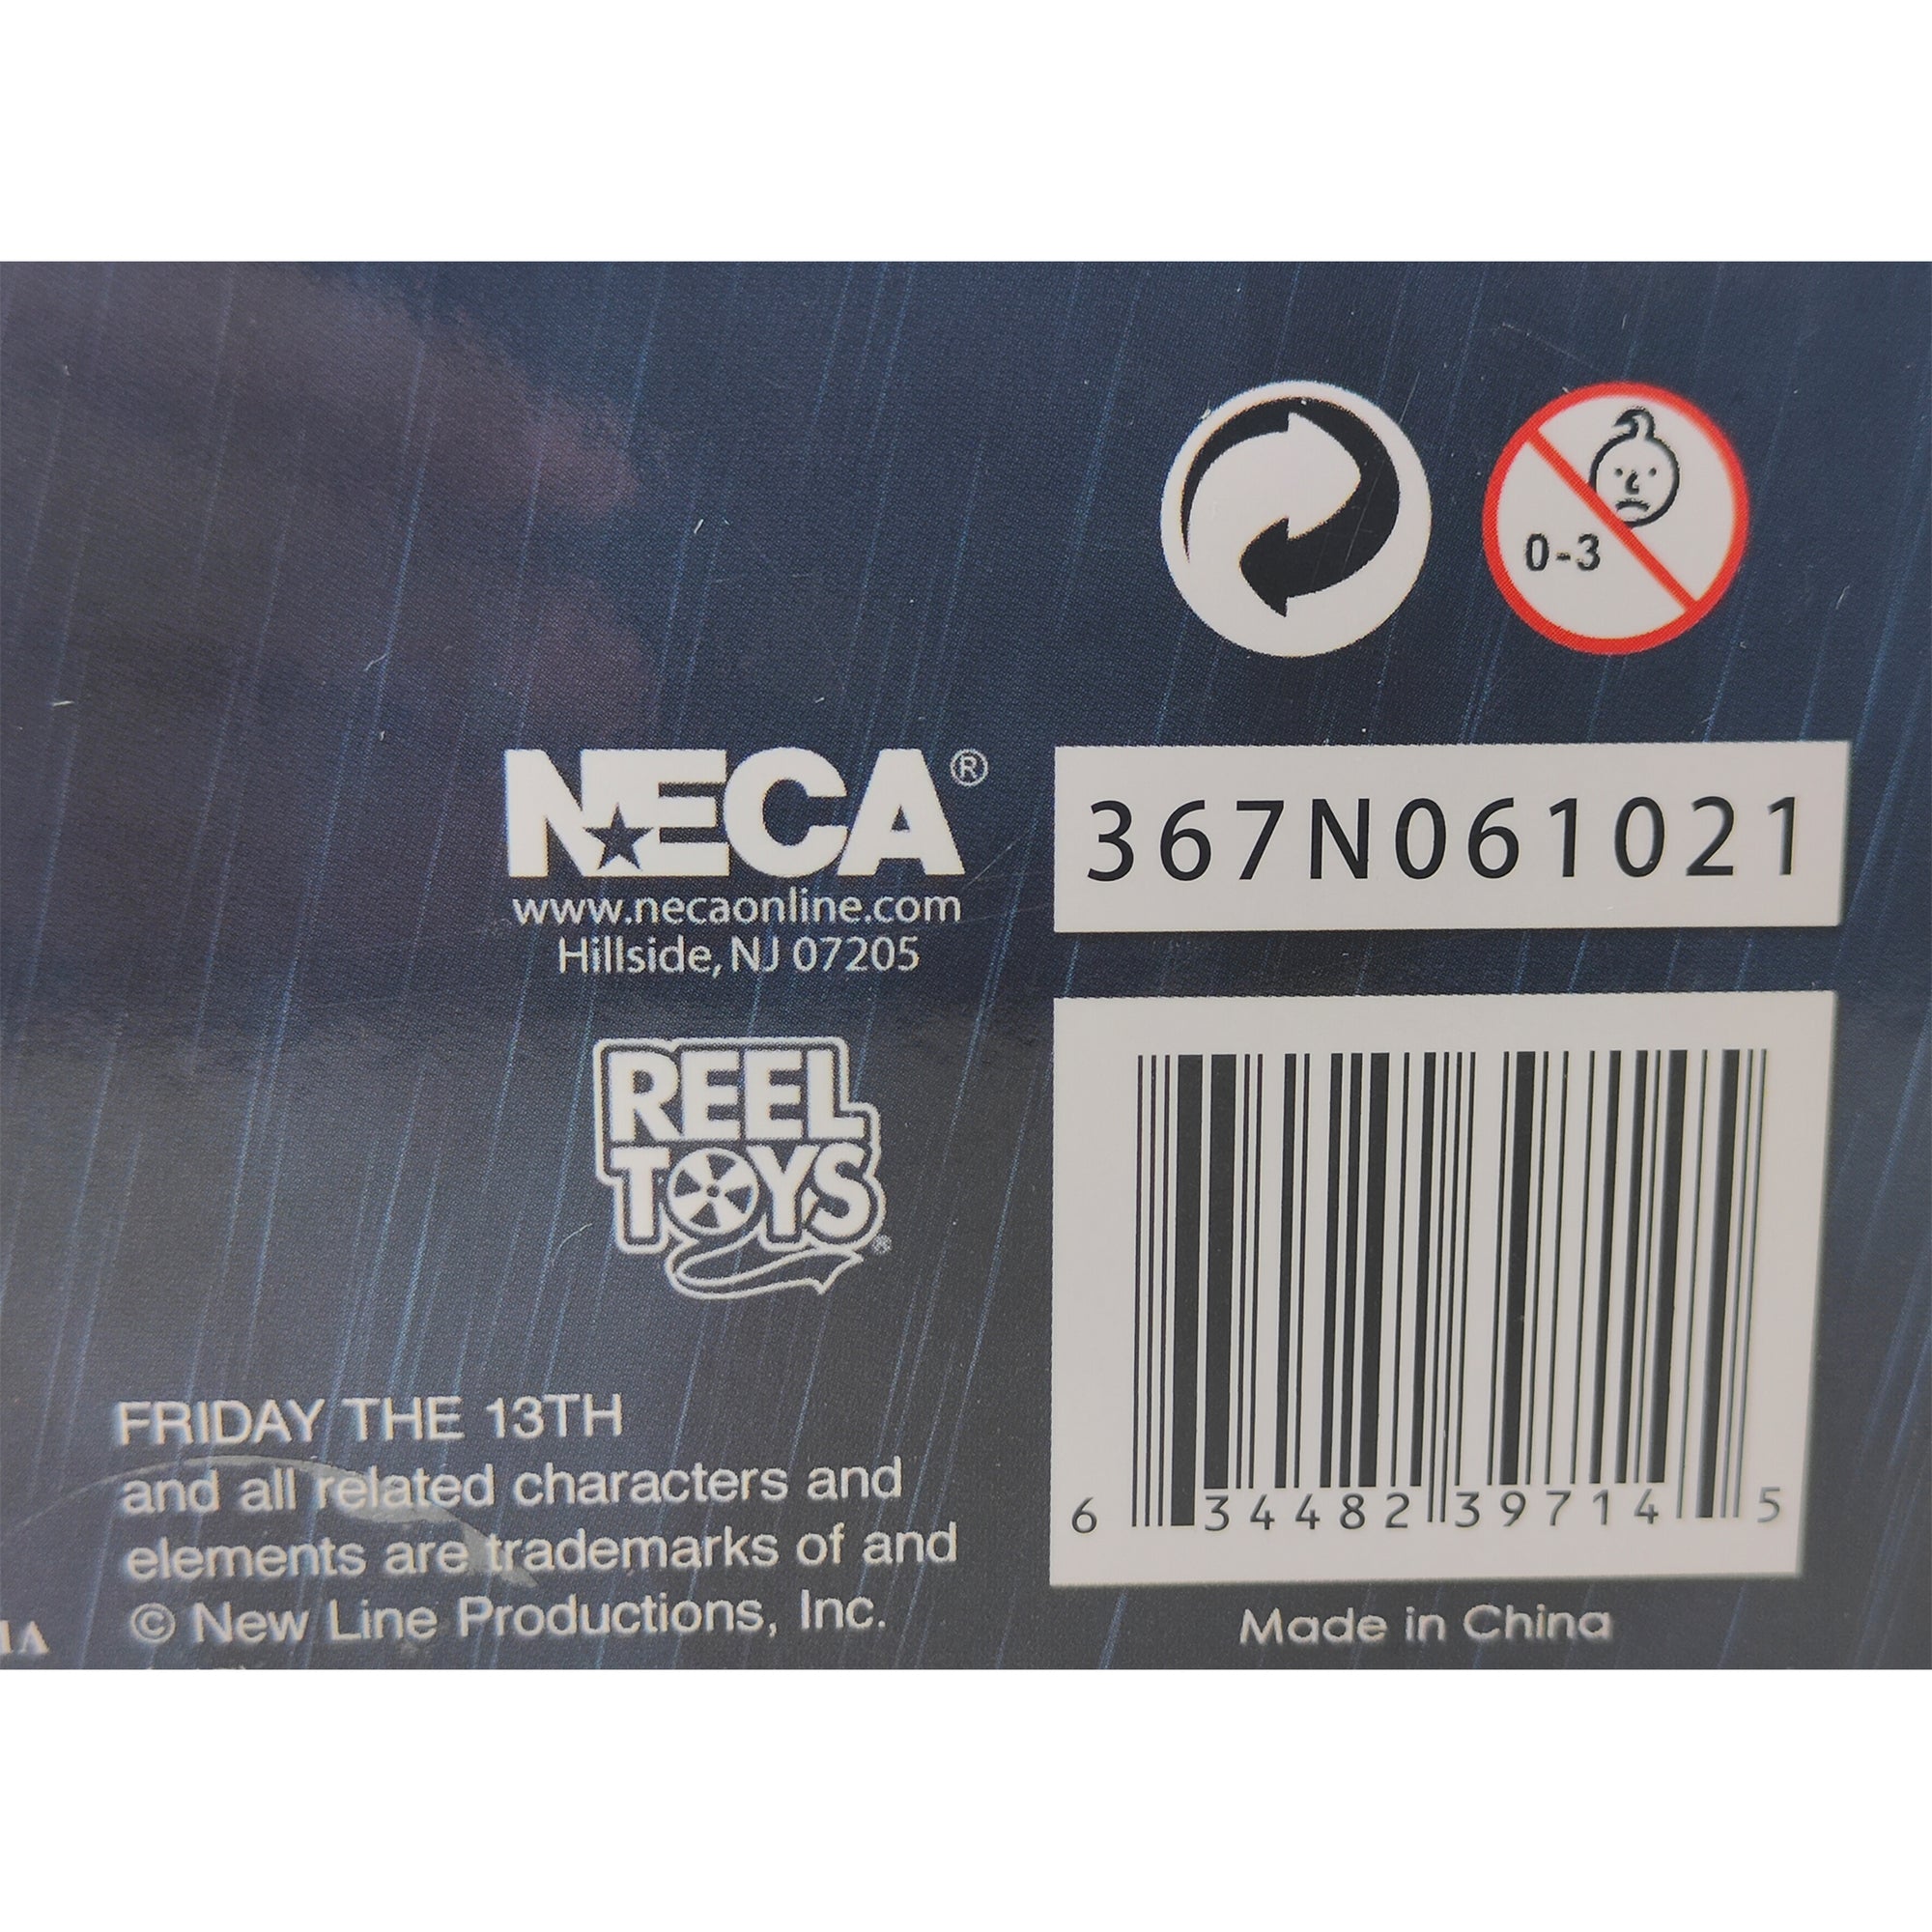 0-3
NECA®
367N061021
www.necaonline.com
Hillside, NJ 07205
REEL
TOYS®
FRIDAY THE 13TH
and all related characters and
elements are trademarks of and
© New Line Productions, Inc.
6 34482 39714 5
Made in China